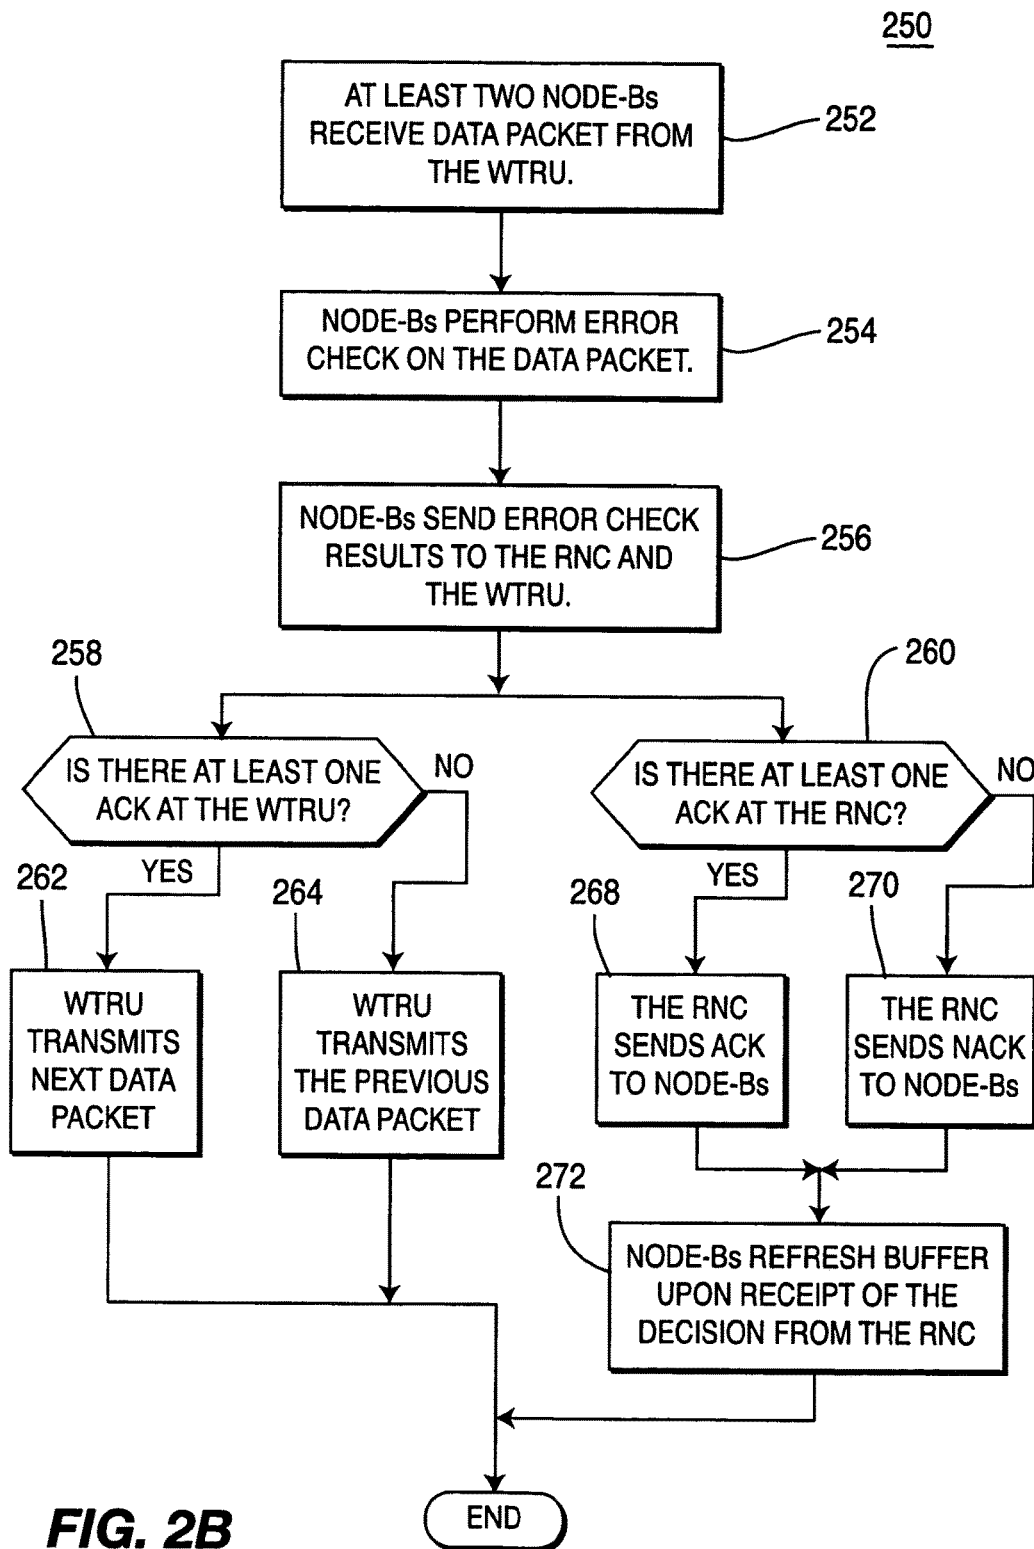 250
AT LEAST TWO NODE-Bs
RECEIVE DATA PACKET FROM
THE WTRU.
252
NODE-Bs PERFORM ERROR
CHECK ON THE DATA PACKET.
254
NODE-Bs SEND ERROR CHECK
RESULTS TO THE RNC AND
THE WTRU.
256
258
IS THERE AT LEAST ONE
ACK AT THE WTRU?
NO
YES
260
IS THERE AT LEAST ONE
ACK AT THE RNC?
NO
YES
262
WTRU
TRANSMITS
NEXT DATA
PACKET
264
WTRU
TRANSMITS
THE PREVIOUS
DATA PACKET
268
THE RNC
SENDS ACK
TO NODE-Bs
270
THE RNC
SENDS NACK
TO NODE-Bs
272
NODE-Bs REFRESH BUFFER
UPON RECEIPT OF THE
DECISION FROM THE RNC
END
FIG. 2B